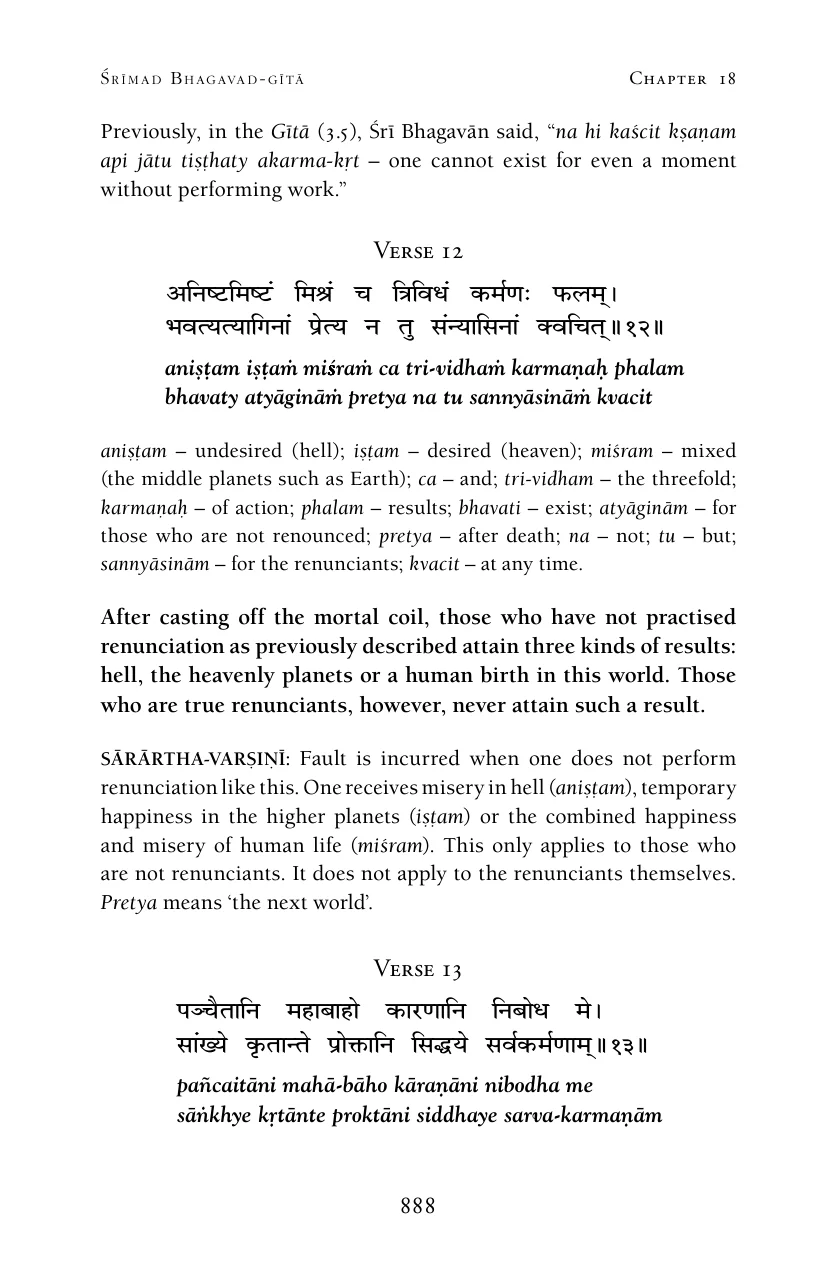 Śrīmad Bhagavad-gītā Chapter 18
Previously, in the Gītā (3.5), Śrī Bhagavān said, “na hi kaścit kṣaṇam
api jātu tiṣṭhaty akarma-kṛt – one cannot exist for even a moment
without performing work.”
Verse 12
अनिष्टमिष्टं मिश्रं च त्रिविधं कर्मणः फलम्।
भवत्यत्यागिनां प्रेत्य न तु संन्यासिनां क्वचित्॥१२॥
aniṣṭam iṣṭaṁ miśraṁ ca tri-vidhaṁ karmaṇaḥ phalam
bhavaty atyāgināṁ pretya na tu sannyāsināṁ kvacit
aniṣṭam – undesired (hell); iṣṭam – desired (heaven); miśram – mixed
(the middle planets such as Earth); ca – and; tri-vidham – the threefold;
karmaṇaḥ – of action; phalam – results; bhavati – exist; atyāginām – for
those who are not renounced; pretya – after death; na – not; tu – but;
sannyāsinām – for the renunciants; kvacit – at any time.
After casting off the mortal coil, those who have not practised
renunciation as previously described attain three kinds of results:
hell, the heavenly planets or a human birth in this world. Those
who are true renunciants, however, never attain such a result.
SĀRĀRTHA-VARṢIṆĪ: Fault is incurred when one does not perform
renunciation like this. One receives misery in hell (aniṣṭam), temporary
happiness in the higher planets (iṣṭam) or the combined happiness
and misery of human life (miśram). This only applies to those who
are not renunciants. It does not apply to the renunciants themselves.
Pretya means ‘the next world’.
Verse 13
पञ्चैतानि महाबाहो कारणानि निबोध मे।
सांख्ये कृतान्ते प्रोक्तानि सिद्धये सर्वकर्मणाम्॥१३॥
pañcaitāni mahā-bāho kāraṇāni nibodha me
sāṅkhye kṛtānte proktāni siddhaye sarva-karmaṇām
888